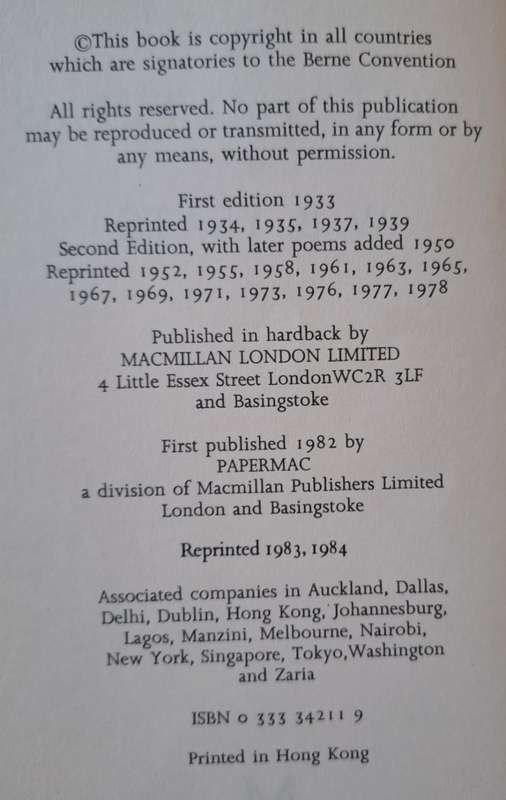 ©This book is copyright in all countries
which are signatories to the Berne Convention
All rights reserved. No part of this publication
may be reproduced or transmitted, in any form or by
any means, without permission.
First edition 1933
Reprinted 1934, 1935, 1937, 1939
Second Edition, with later poems added 1950
Reprinted 1952, 1955, 1958, 1961, 1963, 1965,
1967, 1969, 1971, 1973, 1976, 1977, 1978
Published in hardback by
MACMILLAN LONDON LIMITED
4 Little Essex Street LondonWC2R 3LF
and Basingstoke
First published 1982 by
PAPERMAC
a division of Macmillan Publishers Limited
London and Basingstoke
Reprinted 1983, 1984
Associated companies in Auckland, Dallas,
Delhi, Dublin, Hong Kong, Johannesburg,
Lagos, Manzini, Melbourne, Nairobi,
New York, Singapore, Tokyo,Washington
and Zaria
ISBN 0 333 34211 9
Printed in Hong Kong